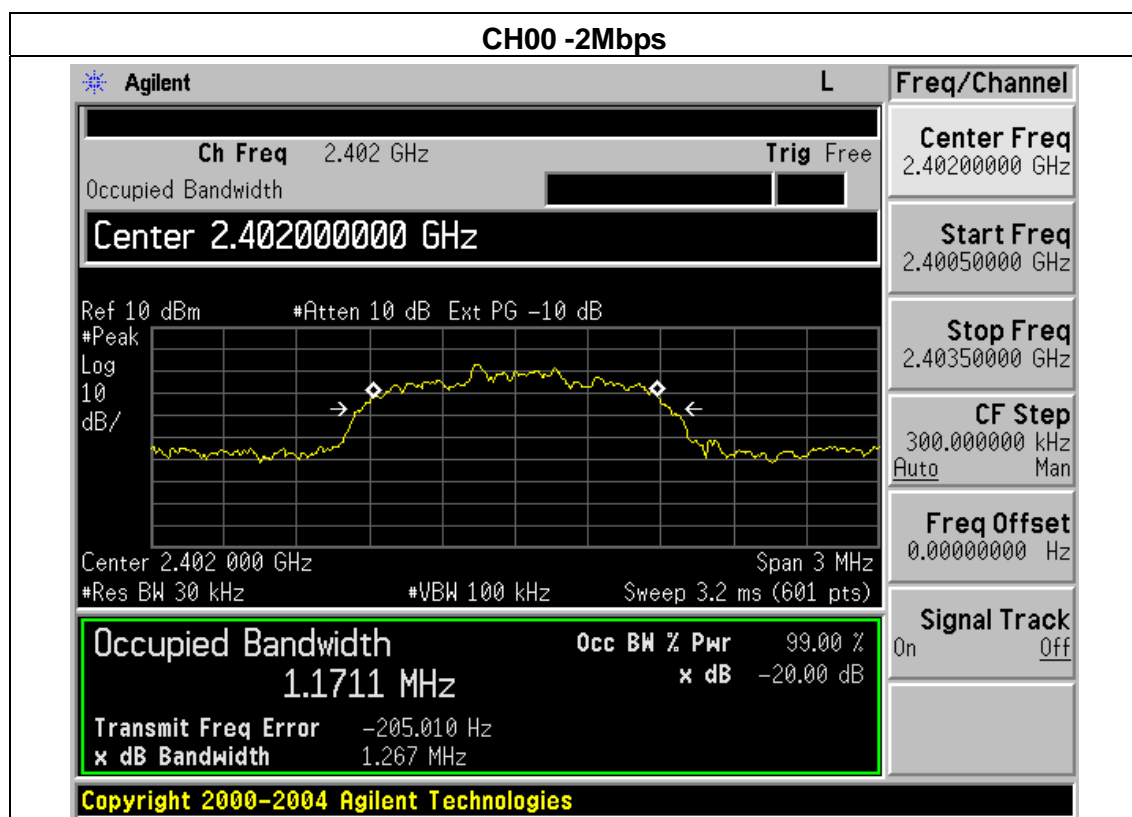 CH00 -2Mbps
Agilent L Freq/Channel
Ch Freq 2.402 GHz Trig Free
Occupied Bandwidth
Center 2.402000000 GHz
Ref 10 dBm #Atten 10 dB Ext PG -10 dB
#Peak
Log
10
dB/
Center 2.402 000 GHz Span 3 MHz
#Res BW 30 kHz #VBW 100 kHz Sweep 3.2 ms (601 pts)
Occupied Bandwidth Occ BW % Pwr 99.00 %
1.1711 MHz x dB -20.00 dB
Transmit Freq Error -205.010 Hz
x dB Bandwidth 1.267 MHz
Center Freq
2.40200000 GHz
Start Freq
2.40050000 GHz
Stop Freq
2.40350000 GHz
CF Step
300.000000 kHz
Auto Man
Freq Offset
0.00000000 Hz
Signal Track
On Off
Copyright 2000-2004 Agilent Technologies